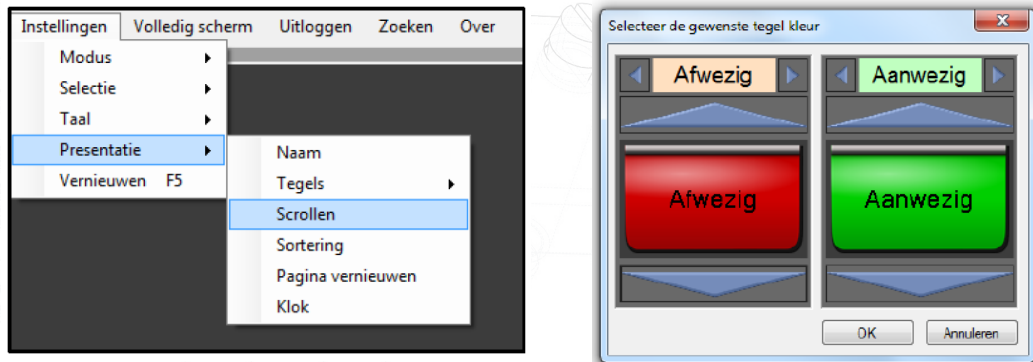 Instellingen Volledig scherm Uitloggen Zoeken Over
Modus
Selectie
Taal
Presentatie
Vernieuwen F5
Naam
Tegels
Scrollen
Sortering
Pagina vernieuwen
Klok
Selecteer de gewenste tegel kleur
Afwezig Aanwezig
Afwezig Aanwezig
OK Annuleren